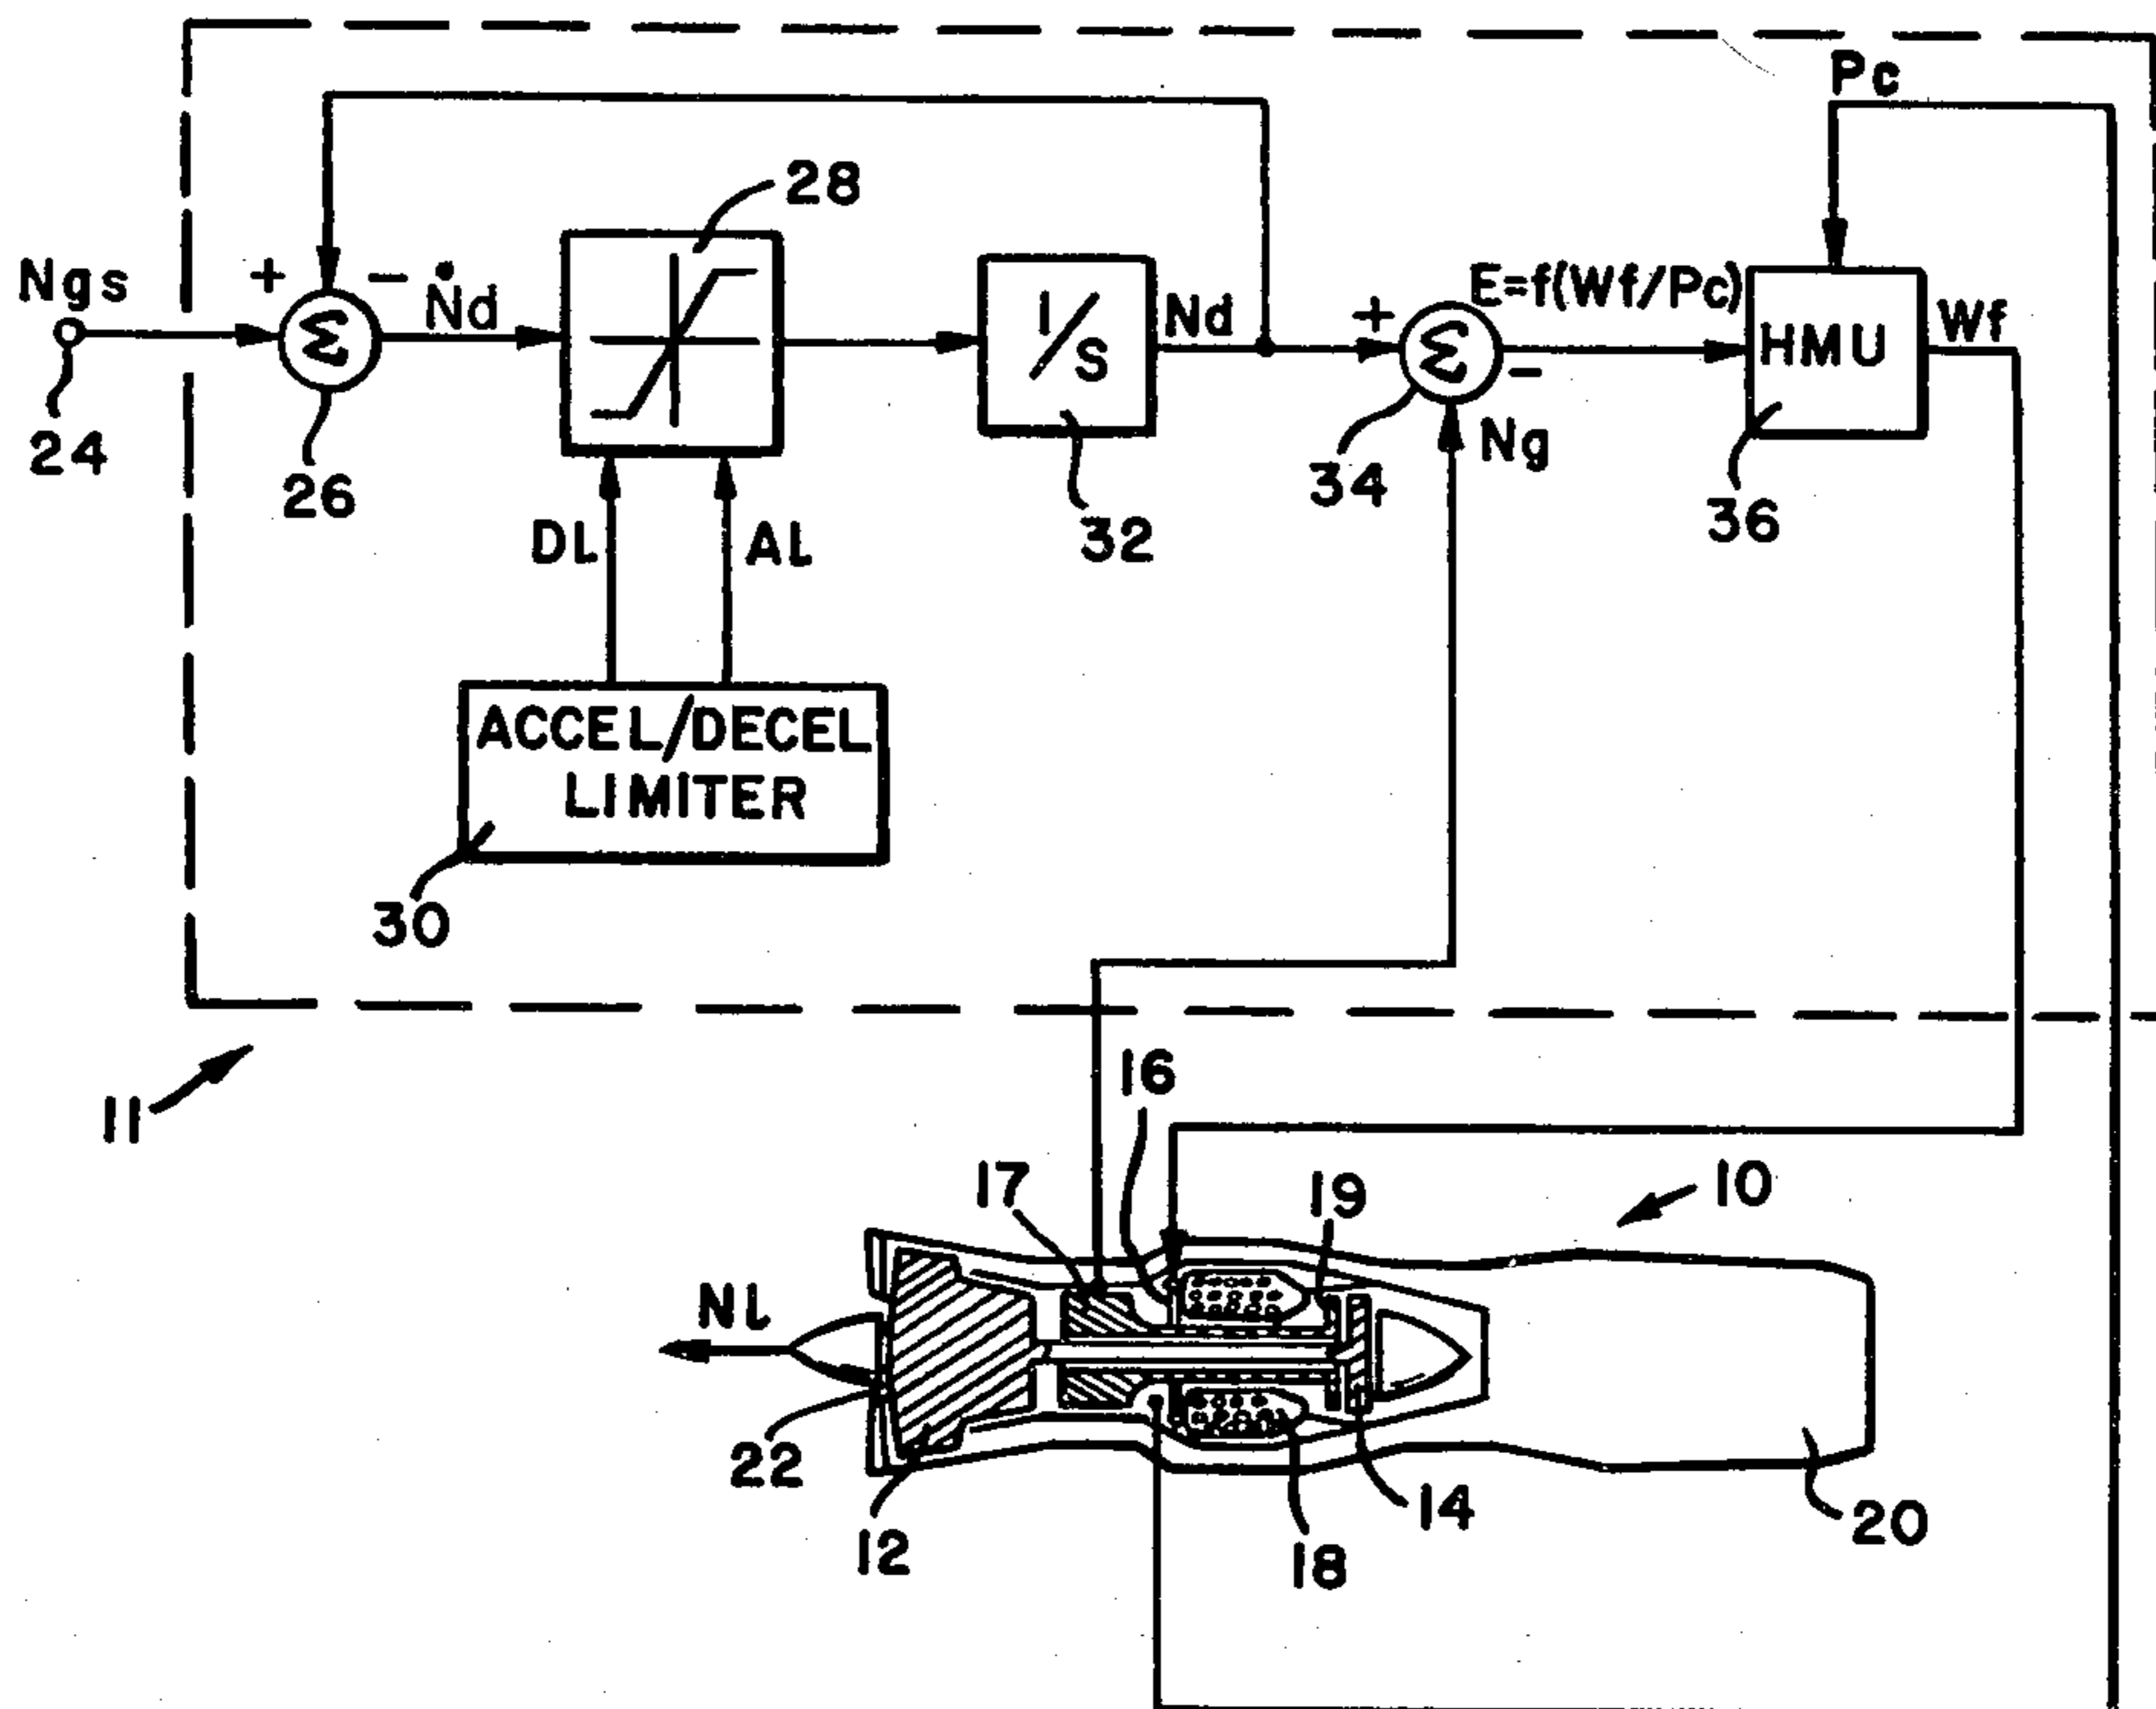 Pc
28
Ngs
+
-
Ṅd
1/S
Nd
+
-
E=f(Wf/Pc)
HMU
Wf
Σ
Σ
24
26
DL
AL
32
34
Ng
36
ACCEL/DECEL
LIMITER
30
11
16
17
19
10
NL
22
12
18
14
20